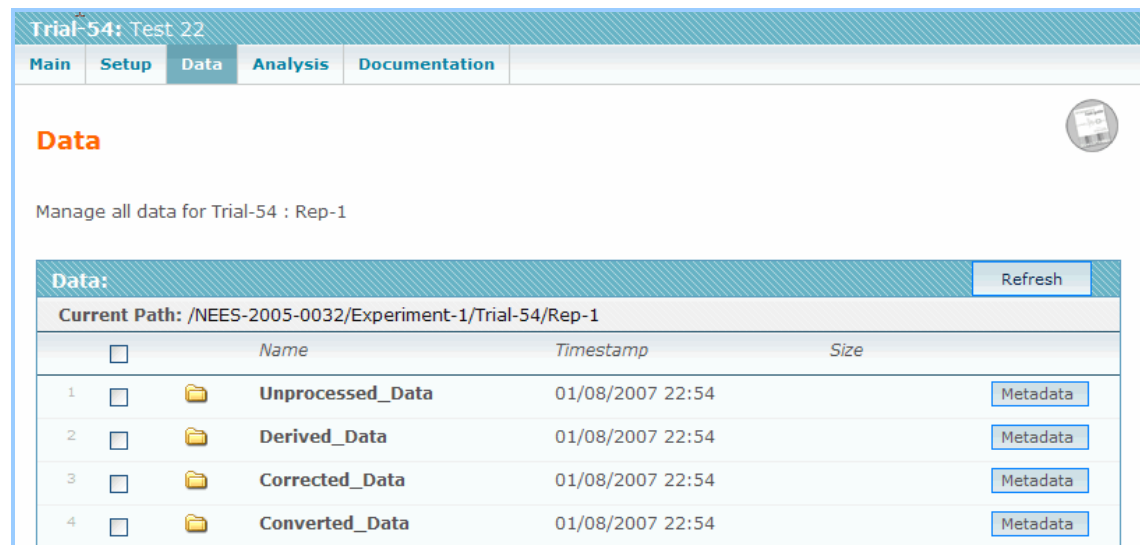 Trial-54: Test 22
Main Setup Data Analysis Documentation
Data
Manage all data for Trial-54 : Rep-1
Data: Refresh
Current Path: /NEES-2005-0032/Experiment-1/Trial-54/Rep-1
Name Timestamp Size
1 Unprocessed_Data 01/08/2007 22:54 Metadata
2 Derived_Data 01/08/2007 22:54 Metadata
3 Corrected_Data 01/08/2007 22:54 Metadata
4 Converted_Data 01/08/2007 22:54 Metadata